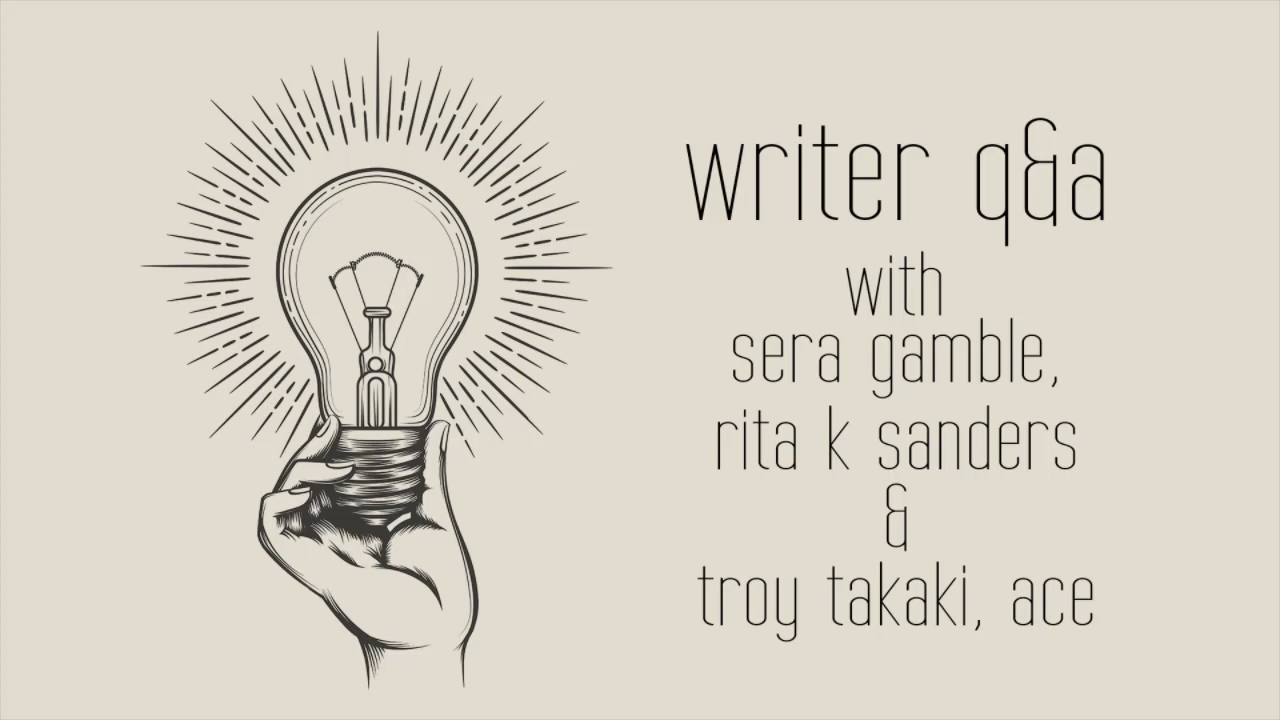 writer q&a
with
sera gamble,
rita k sanders
&
troy takaki, ace